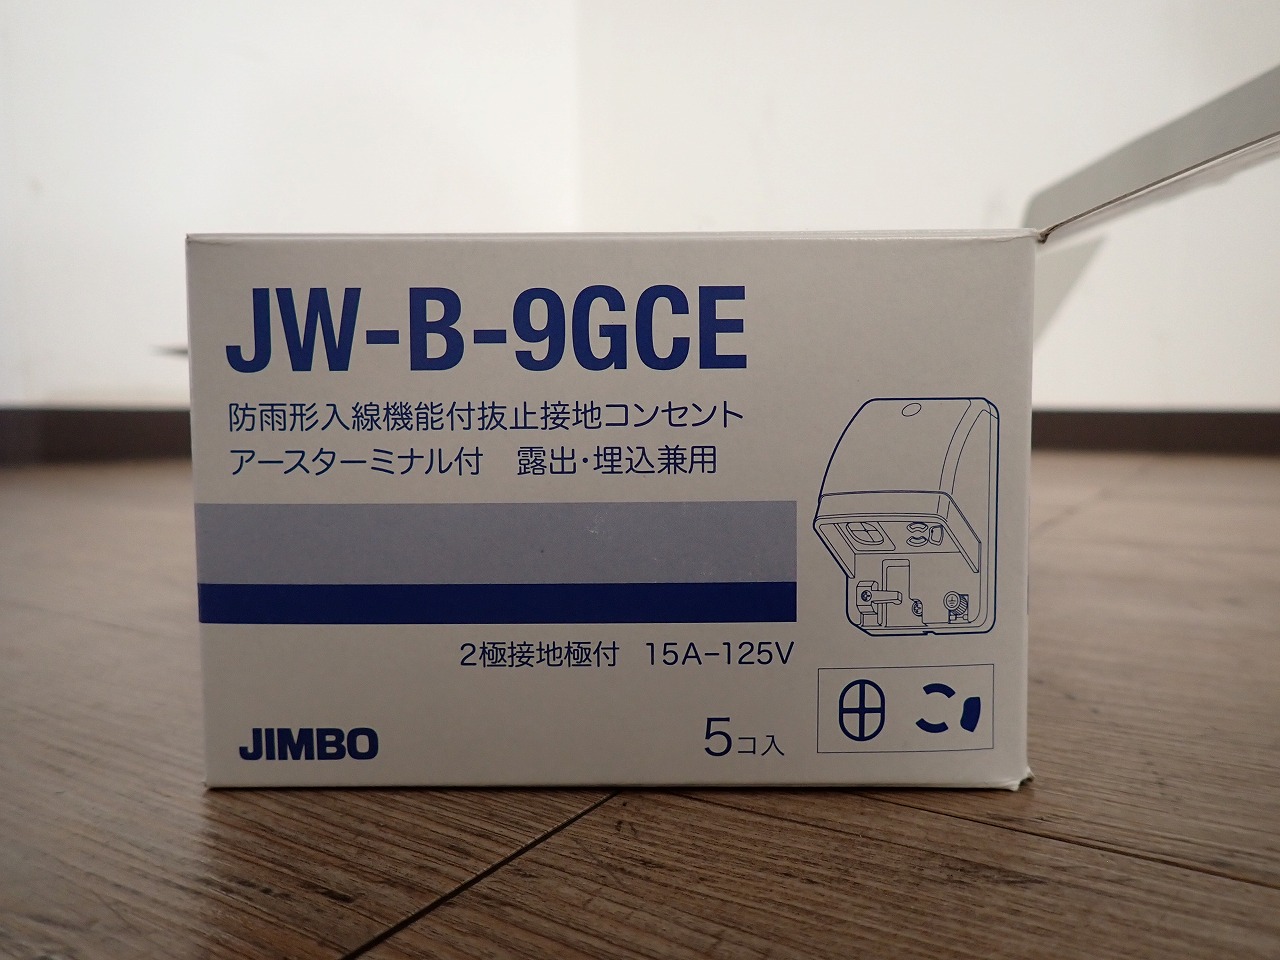 JW-B-9GCE
防雨形入線機能付抜止接地コンセント
アースターミナル付　露出・埋込兼用
2極接地極付　15A-125V
JIMBO
5コ入